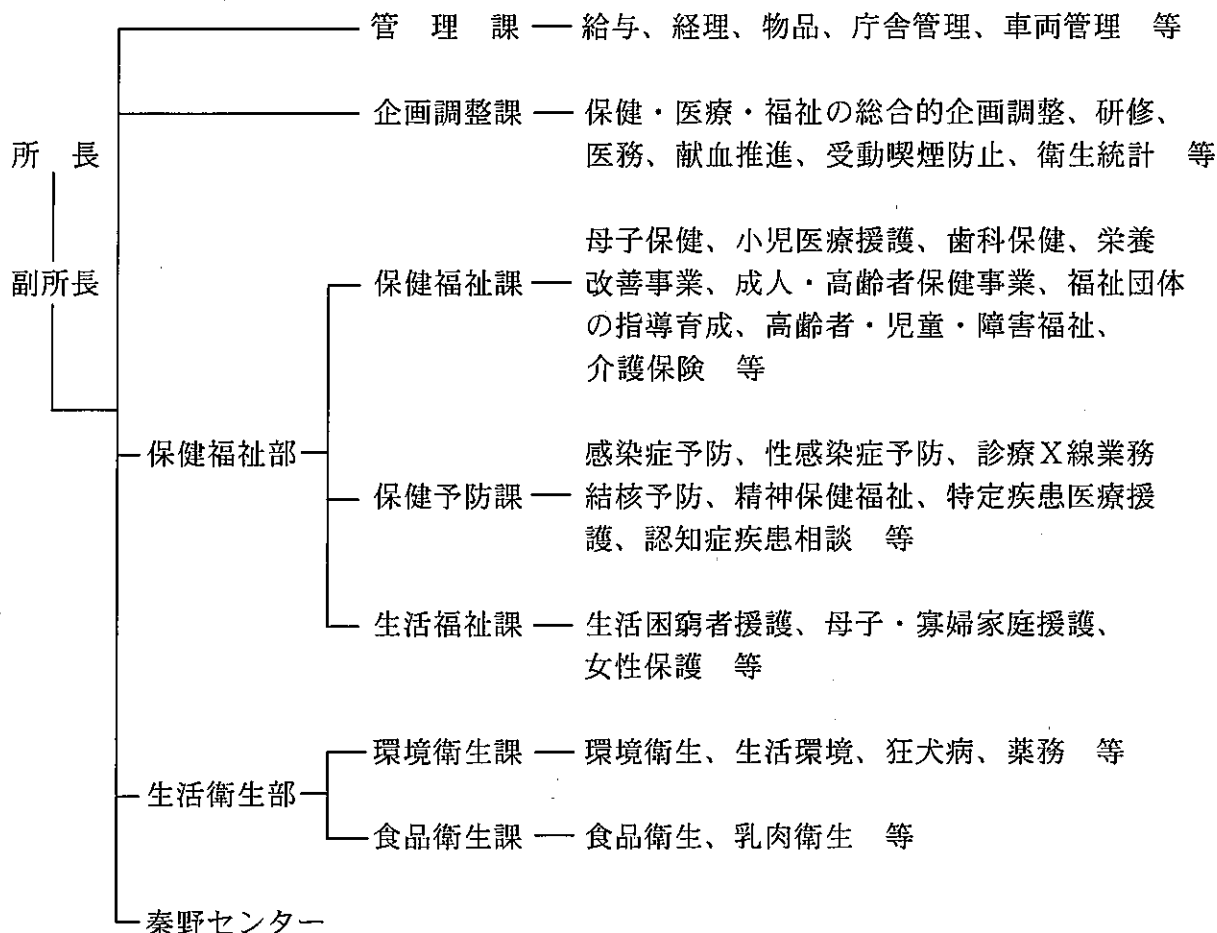 管理課 給与、経理、物品、庁舎管理、車両管理 等
企画調整課 保健・医療・福祉の総合的企画調整、研修、
医務、献血推進、受動喫煙防止、衛生統計 等
所長
副所長
母子保健、小児医療援護、歯科保健、栄養
保健福祉課 改善事業、成人・高齢者保健事業、福祉団体
の指導育成、高齢者・児童・障害福祉、
介護保険 等
保健福祉部
感染症予防、性感染症予防、診療X線業務
保健予防課 結核予防、精神保健福祉、特定疾患医療援
護、認知症疾患相談 等
生活福祉課 生活困窮者援護、母子・寡婦家庭援護、
女性保護 等
生活衛生部
環境衛生課 環境衛生、生活環境、狂犬病、薬務 等
食品衛生課 食品衛生、乳肉衛生 等
秦野センター